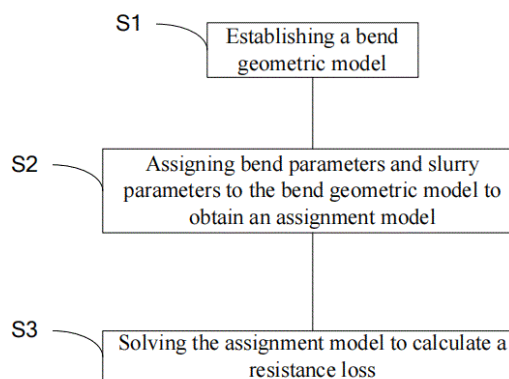 S1
Establishing a bend
geometric model
S2
Assigning bend parameters and slurry
parameters to the bend geometric model to
obtain an assignment model
S3
Solving the assignment model to calculate a
resistance loss